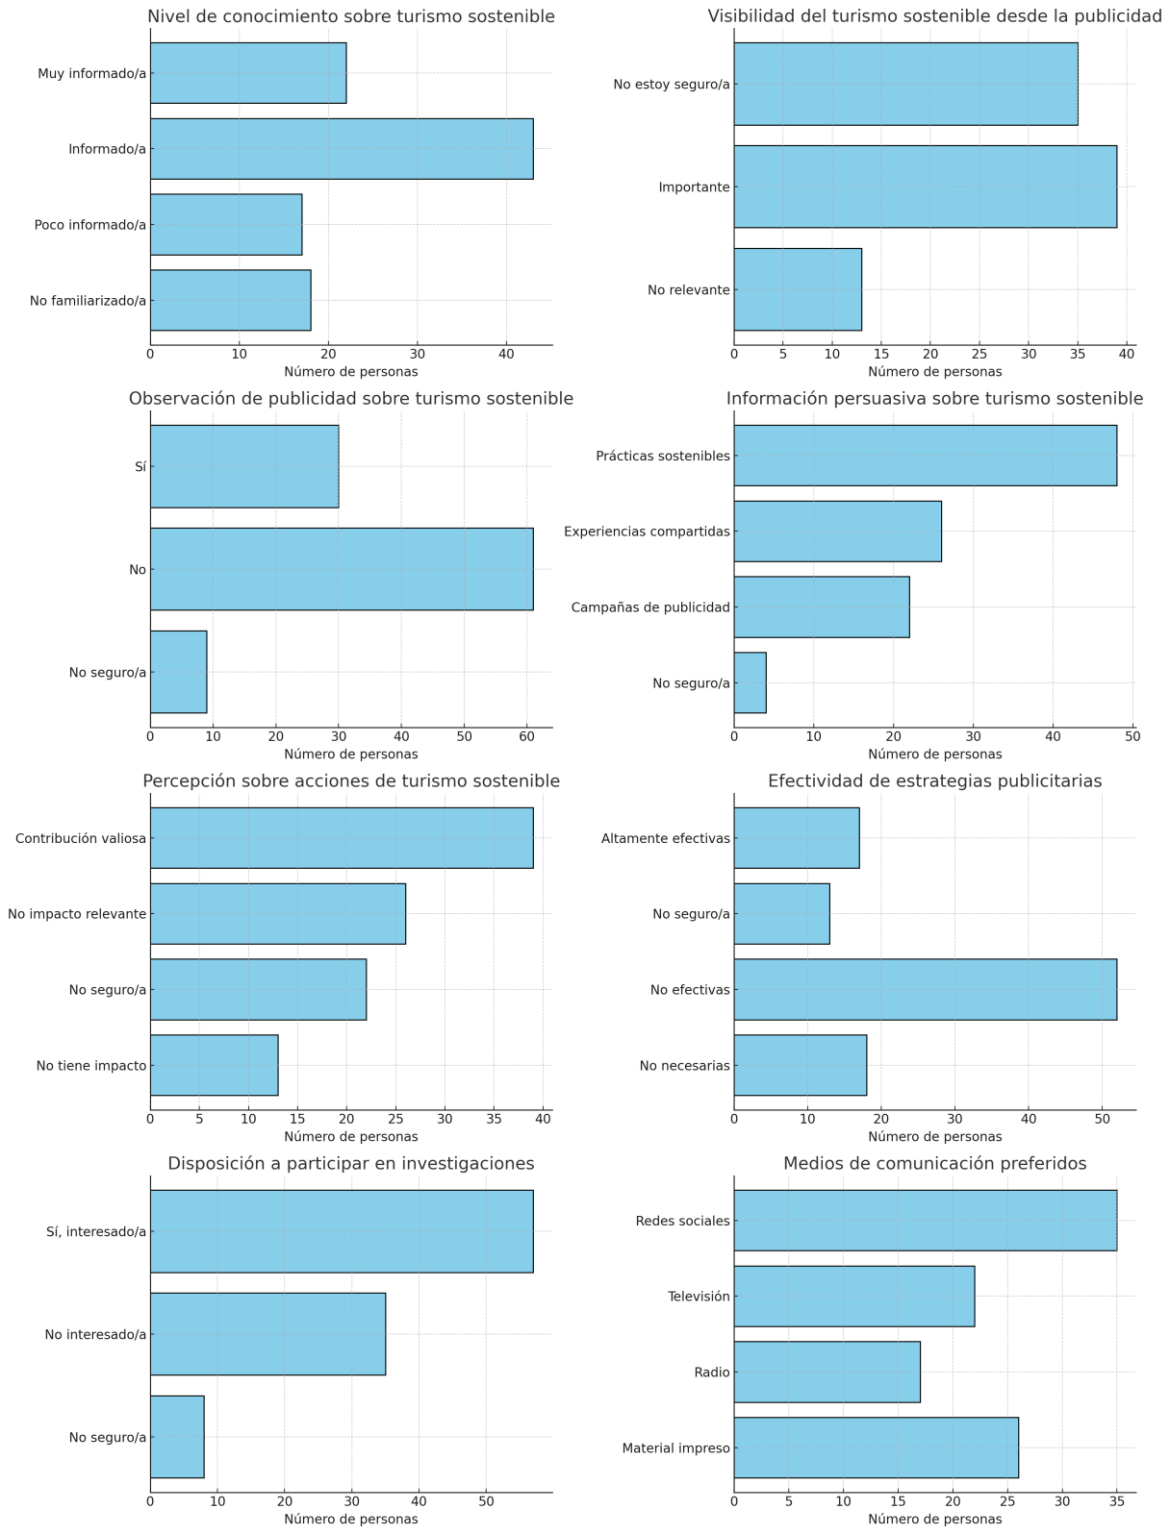 Nivel de conocimiento sobre turismo sostenible
Muy informado/a
Informado/a
Poco informado/a
No familiarizado/a
0 10 20 30 40
Número de personas
Visibilidad del turismo sostenible desde la publicidad
No estoy seguro/a
Importante
No relevante
0 5 10 15 20 25 30 35 40
Número de personas
Observación de publicidad sobre turismo sostenible
Sí
No
No seguro/a
0 10 20 30 40 50 60
Número de personas
Información persuasiva sobre turismo sostenible
Prácticas sostenibles
Experiencias compartidas
Campañas de publicidad
No seguro/a
0 10 20 30 40 50
Número de personas
Percepción sobre acciones de turismo sostenible
Contribución valiosa
No impacto relevante
No seguro/a
No tiene impacto
0 5 10 15 20 25 30 35 40
Número de personas
Efectividad de estrategias publicitarias
Altamente efectivas
No seguro/a
No efectivas
No necesarias
0 10 20 30 40 50
Número de personas
Disposición a participar en investigaciones
Sí, interesado/a
No interesado/a
No seguro/a
0 10 20 30 40 50
Número de personas
Medios de comunicación preferidos
Redes sociales
Televisión
Radio
Material impreso
0 5 10 15 20 25 30 35
Número de personas